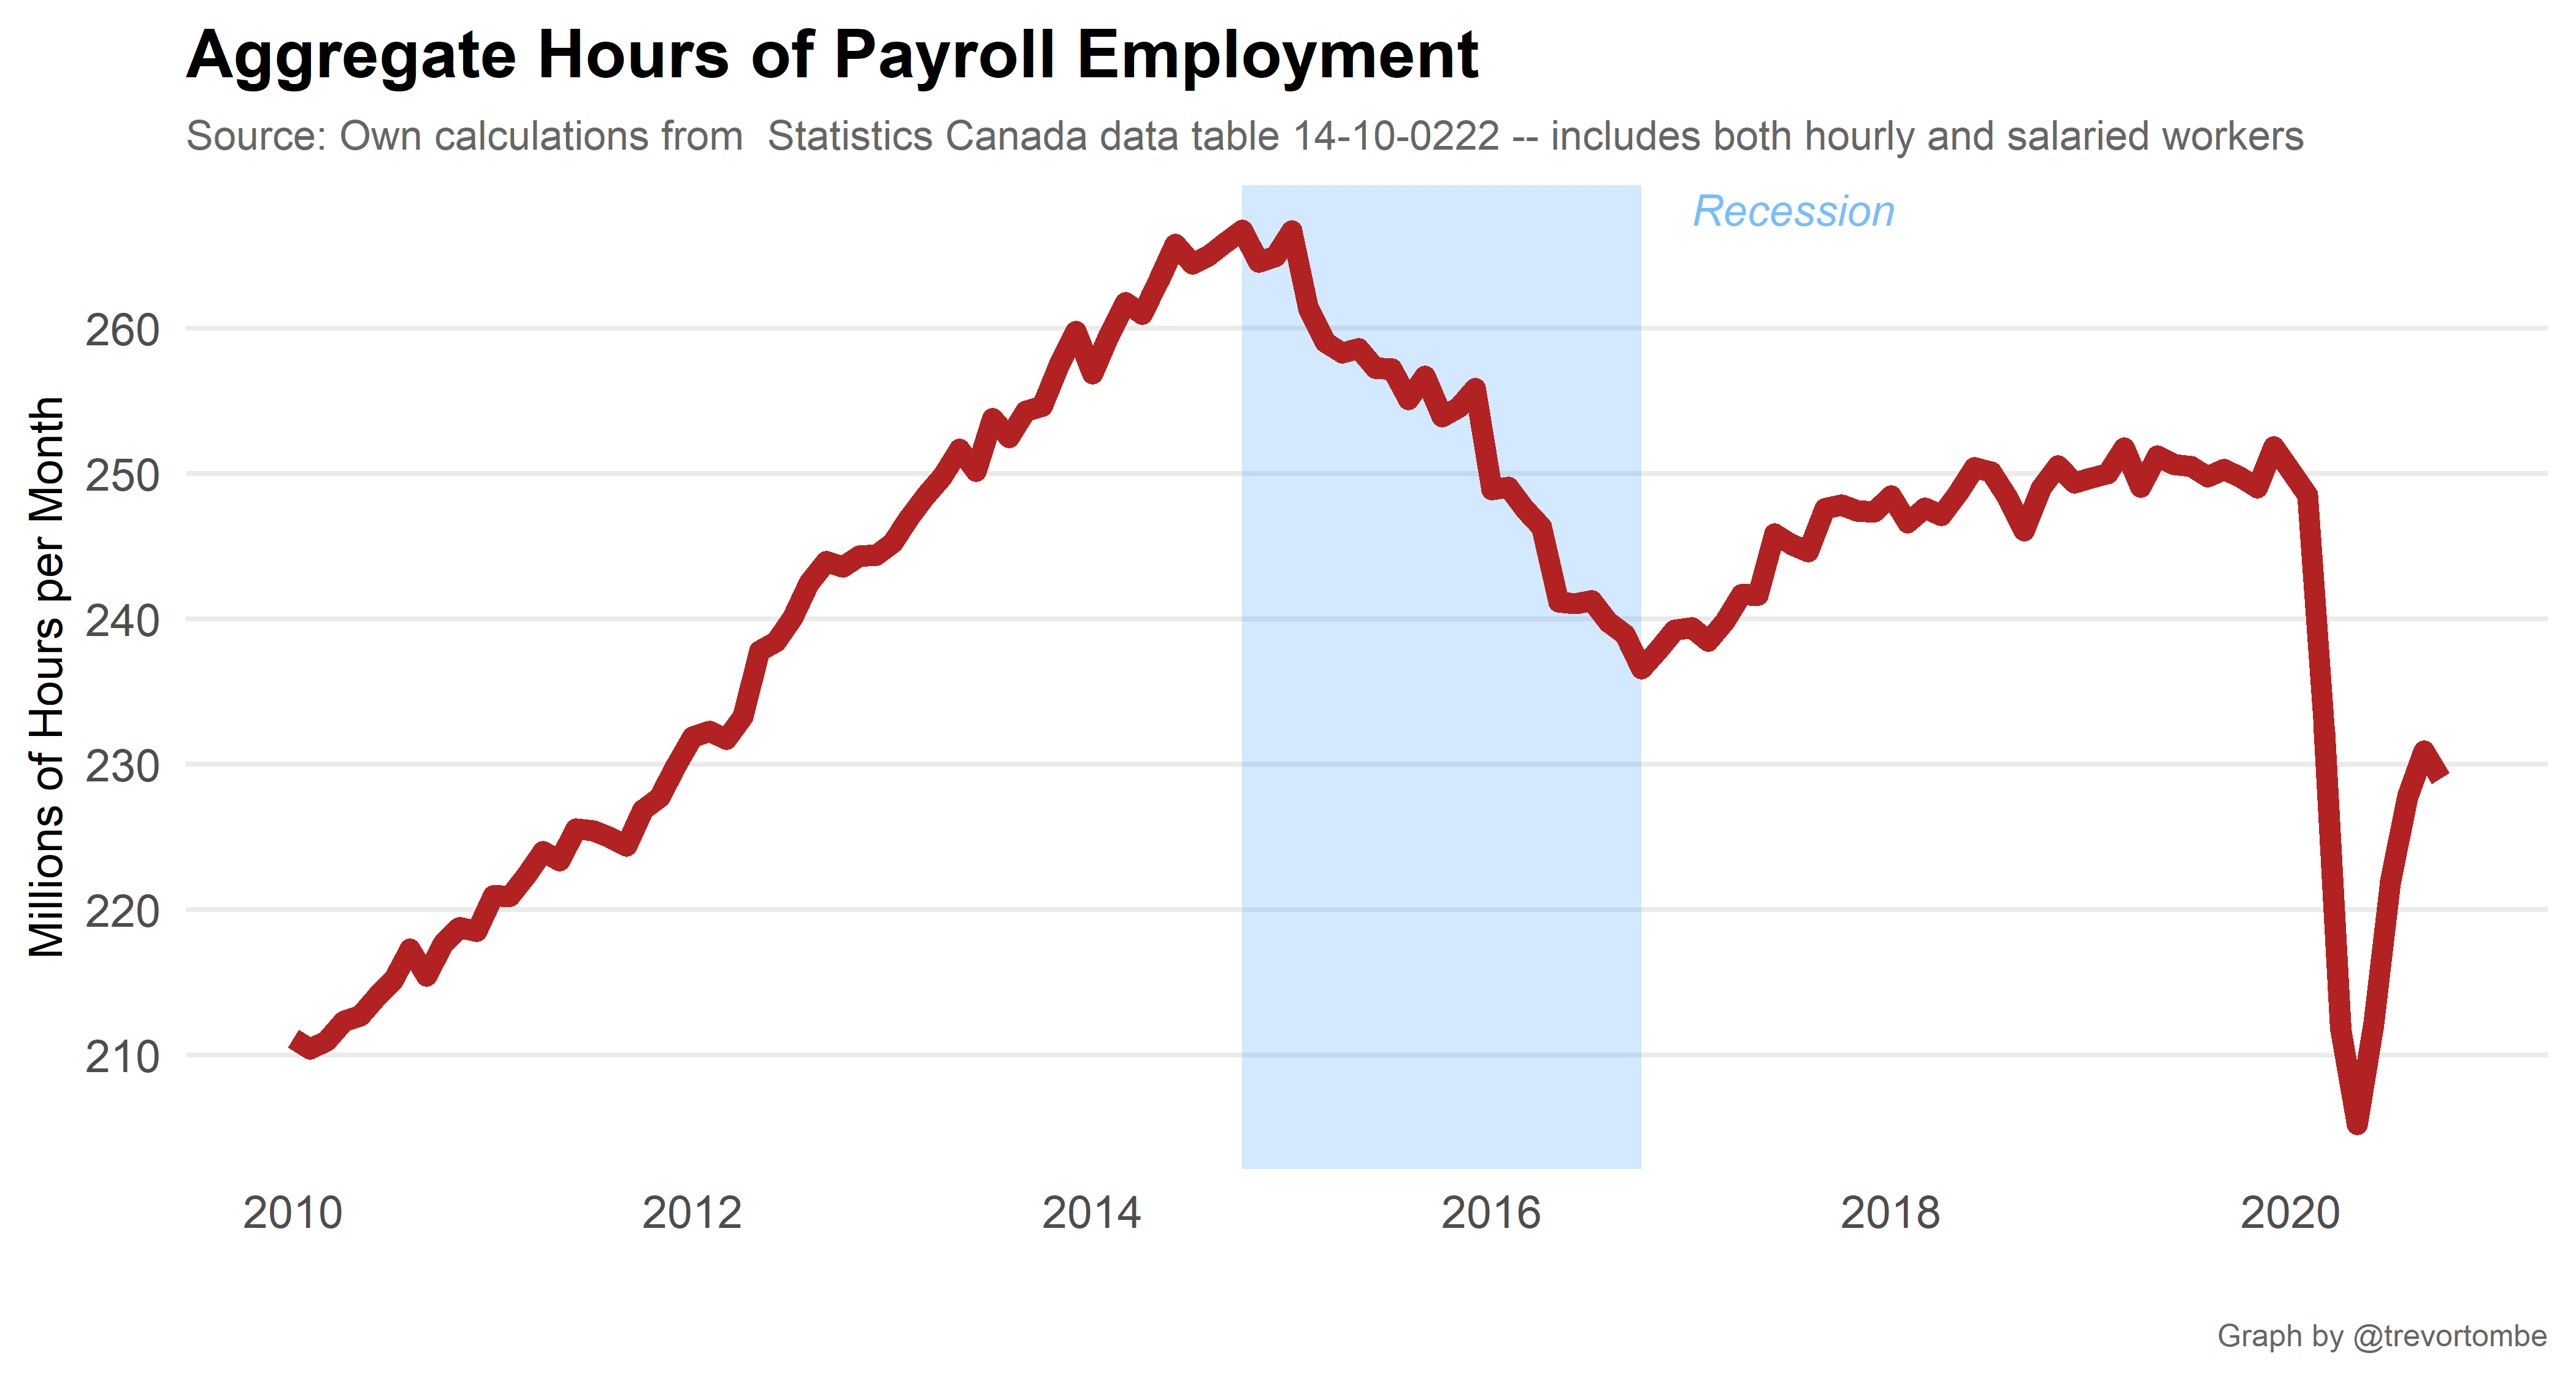 Aggregate Hours of Payroll Employment
Source: Own calculations from  Statistics Canada data table 14-10-0222 -- includes both hourly and salaried workers
Recession
Millions of Hours per Month
260
250
240
230
220
210
2010 2012 2014 2016 2018 2020
Graph by @trevortombe